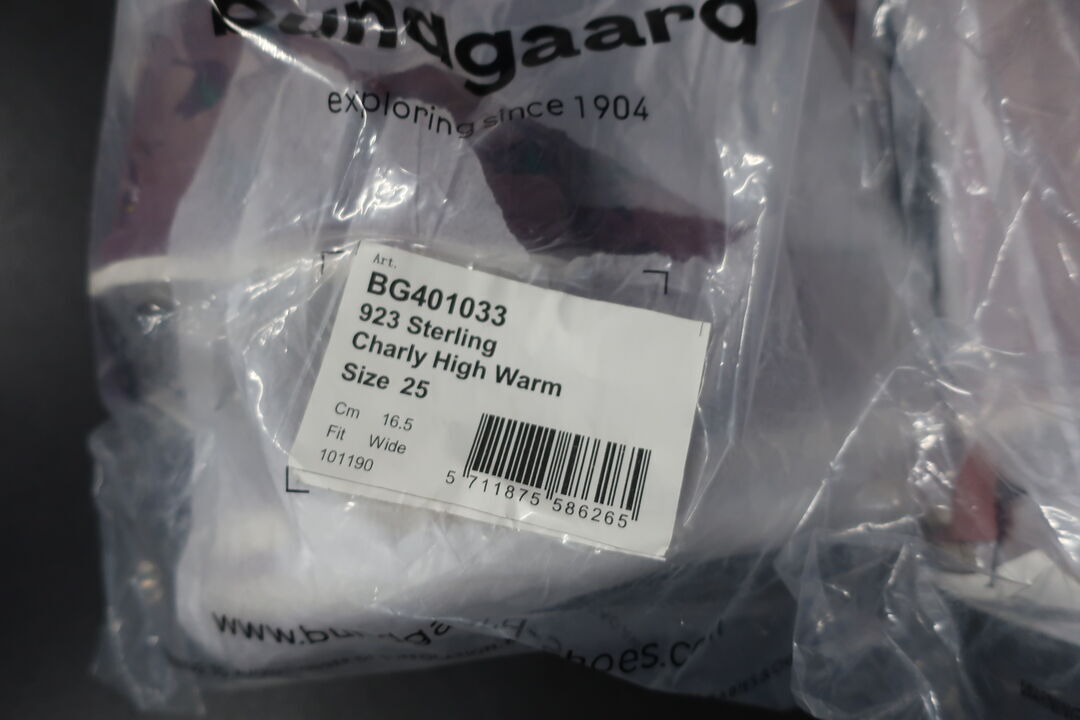 bundgaard
exploring since 1904
Art.
BG401033
923 Sterling
Charly High Warm
Size 25
Cm 16.5
Fit Wide
101190
5 711875 586265